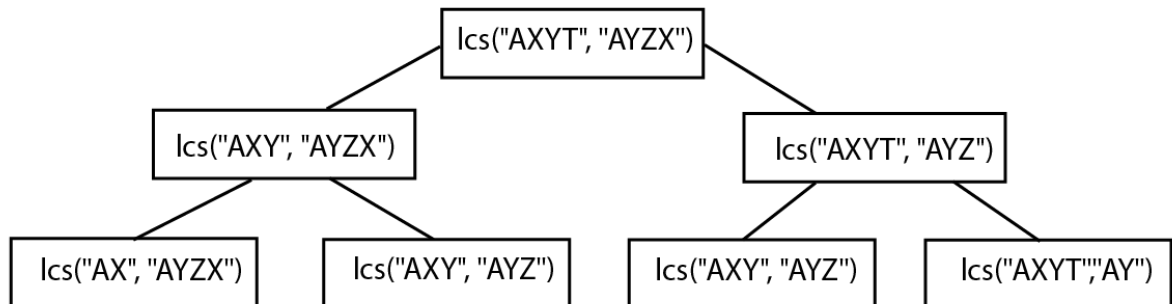 lcs("AXYT", "AYZX")
lcs("AXY", "AYZX")
lcs("AXYT", "AYZ")
lcs("AX", "AYZX")
lcs("AXY", "AYZ")
lcs("AXY", "AYZ")
lcs("AXYT","AY")